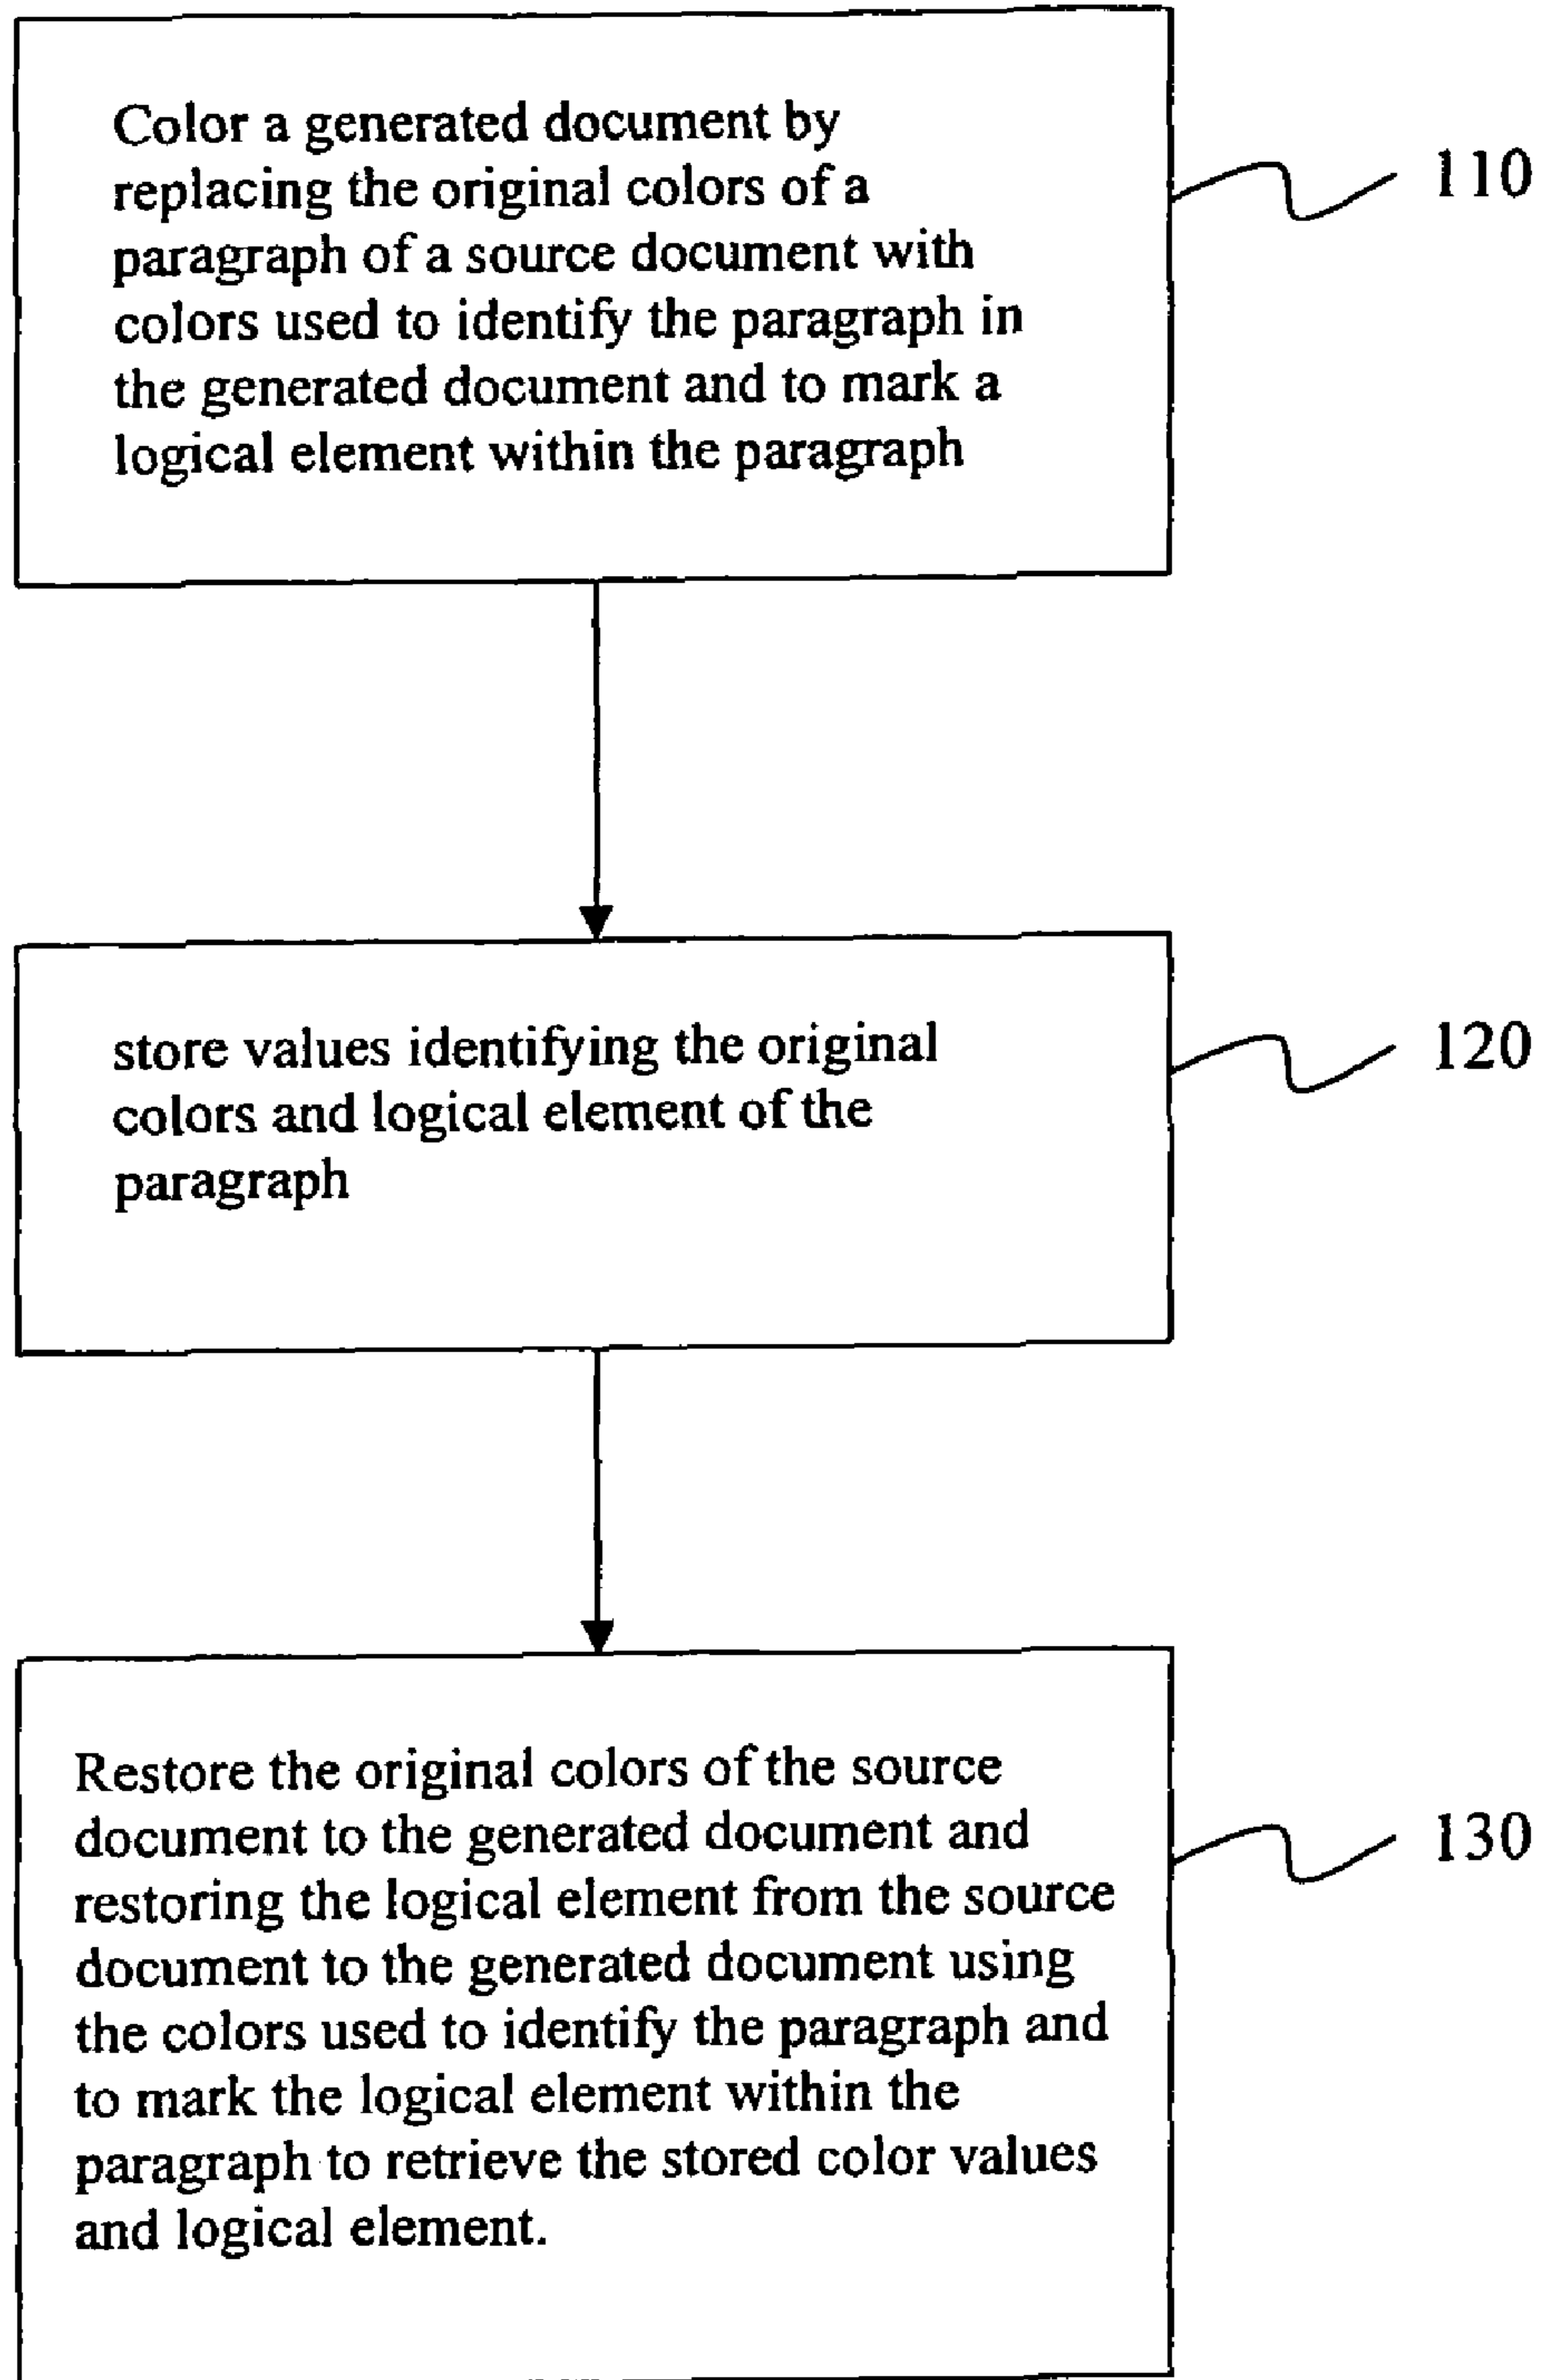 Color a generated document by
replacing the original colors of a
paragraph of a source document with
colors used to identify the paragraph in
the generated document and to mark a
logical element within the paragraph
110
store values identifying the original
colors and logical element of the
paragraph
120
Restore the original colors of the source
document to the generated document and
restoring the logical element from the source
document to the generated document using
the colors used to identify the paragraph and
to mark the logical element within the
paragraph to retrieve the stored color values
and logical element.
130